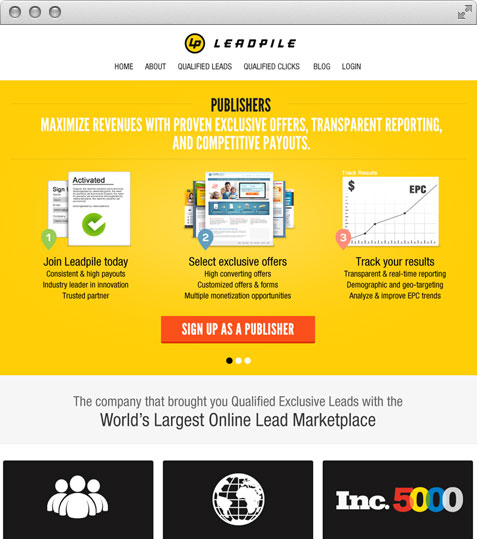 LP LEADPILE
HOME ABOUT QUALIFIED LEADS QUALIFIED CLICKS BLOG LOGIN
PUBLISHERS
MAXIMIZE REVENUES WITH PROVEN EXCLUSIVE OFFERS, TRANSPARENT REPORTING,
AND COMPETITIVE PAYOUTS.
Activated
Sign
Track Results
$ EPC
1 2 3
Join Leadpile today
Consistent & high payouts
Industry leader in innovation
Trusted partner
Select exclusive offers
High converting offers
Customized offers & forms
Multiple monetization opportunities
Track your results
Transparent & real-time reporting
Demographic and geo-targeting
Analyze & improve EPC trends
SIGN UP AS A PUBLISHER
The company that brought you Qualified Exclusive Leads with the
World's Largest Online Lead Marketplace
Inc. 5000